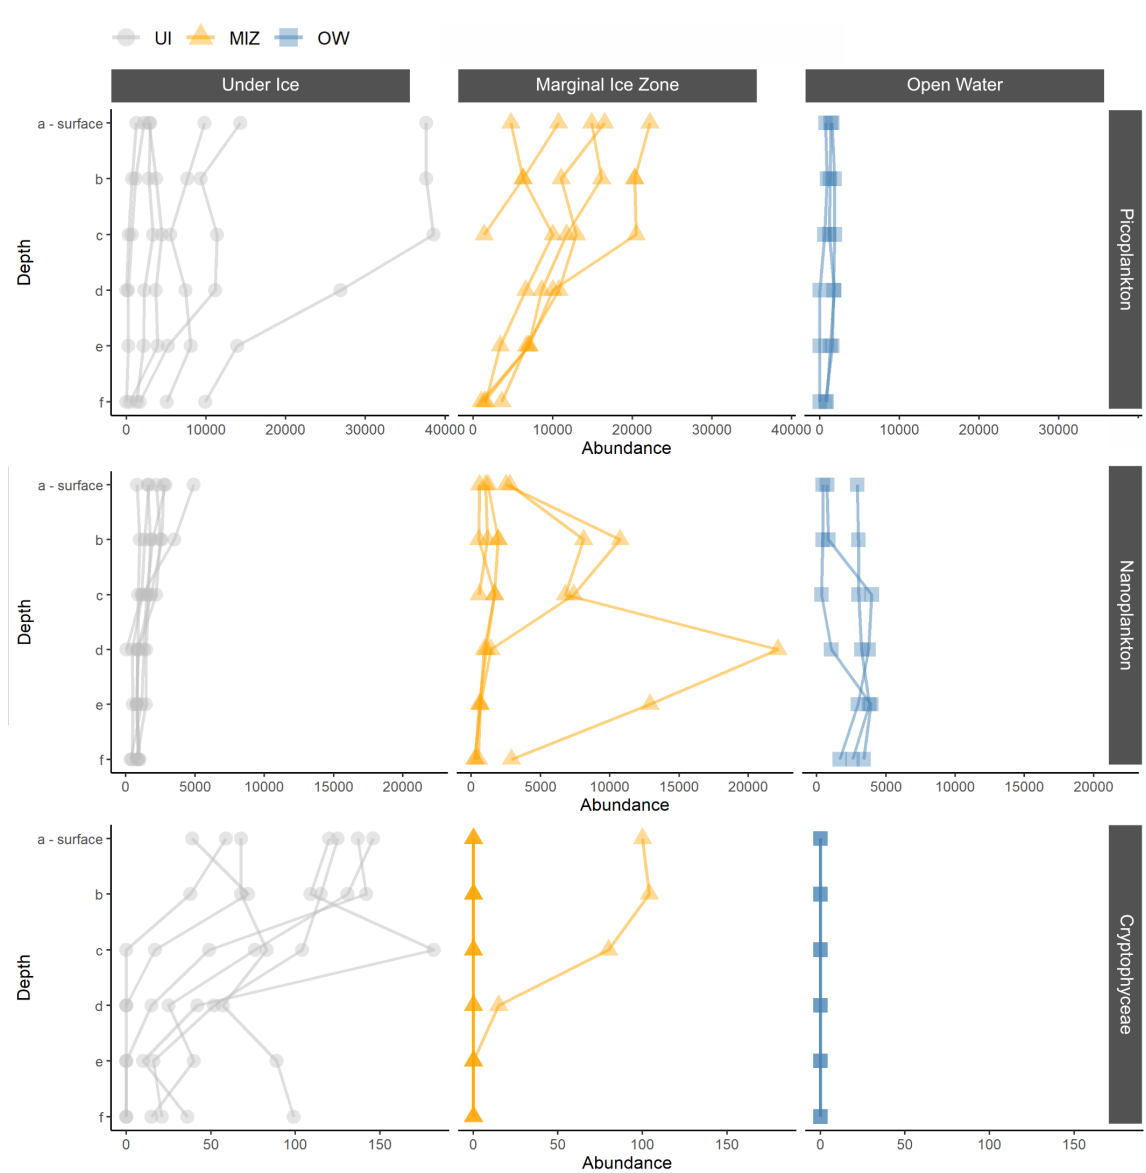 UI MIZ OW
Under Ice Marginal Ice Zone Open Water
a - surface
b
c
d
e
f
Depth
Picoplankton
0 10000 20000 30000 40000 0 10000 20000 30000 40000 0 10000 20000 30000
Abundance
a - surface
b
c
d
e
f
Depth
Nanoplankton
0 5000 10000 15000 20000 0 5000 10000 15000 20000 0 5000 10000 15000 20000
Abundance
a - surface
b
c
d
e
f
Depth
Cryptophyceae
0 50 100 150 0 50 100 150 0 50 100 150
Abundance